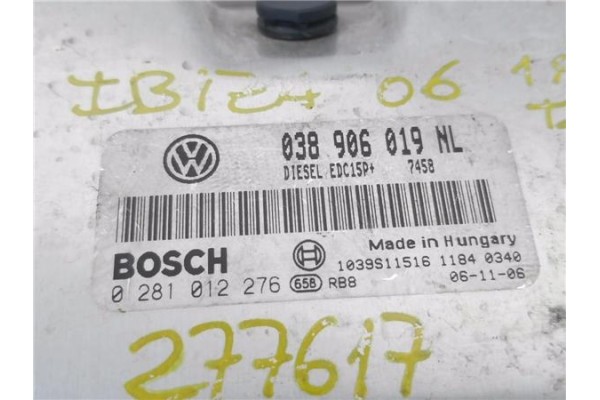 IBIZA 06 19
038 906 019 NL
DIESEL EDC15P+ 7458
BOSCH
Made in Hungary
1039S11516 1184 0340
0 281 012 276 658 RB8 06-11-06
277617